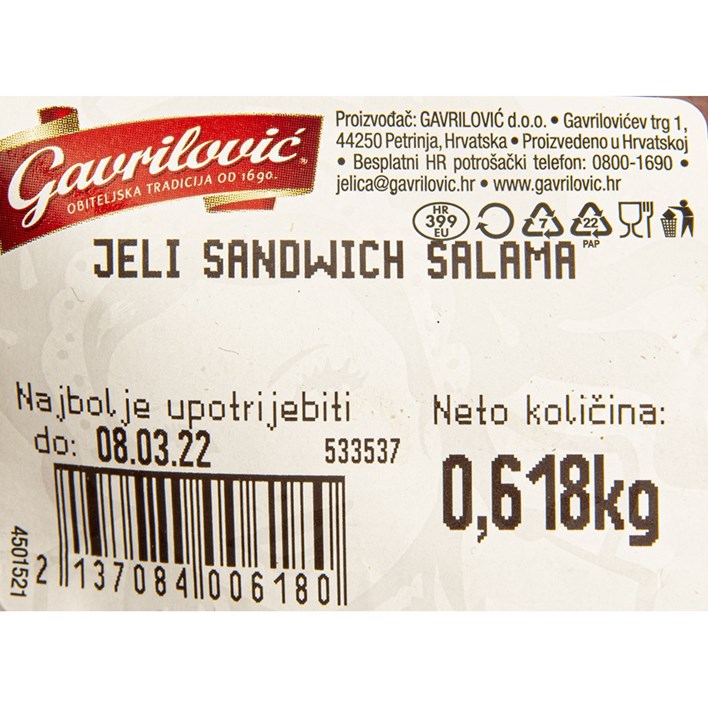 Gavrilović
OBITELJSKA TRADICIJA OD 1690.
Proizvođač: GAVRILOVIĆ d.o.o. • Gavrilovićev trg 1,
44250 Petrinja, Hrvatska • Proizvedeno u Hrvatskoj
• Besplatni HR potrošački telefon: 0800-1690 •
jelica@gavrilovic.hr • www.gavrilovic.hr
HR
399
EU
7
22
PAP
JELI SANDWICH ŠALAMA
Najbolje upotrijebiti
do: 08.03.22
533537
Neto količina:
0,618kg
4501521
2 137084 006180